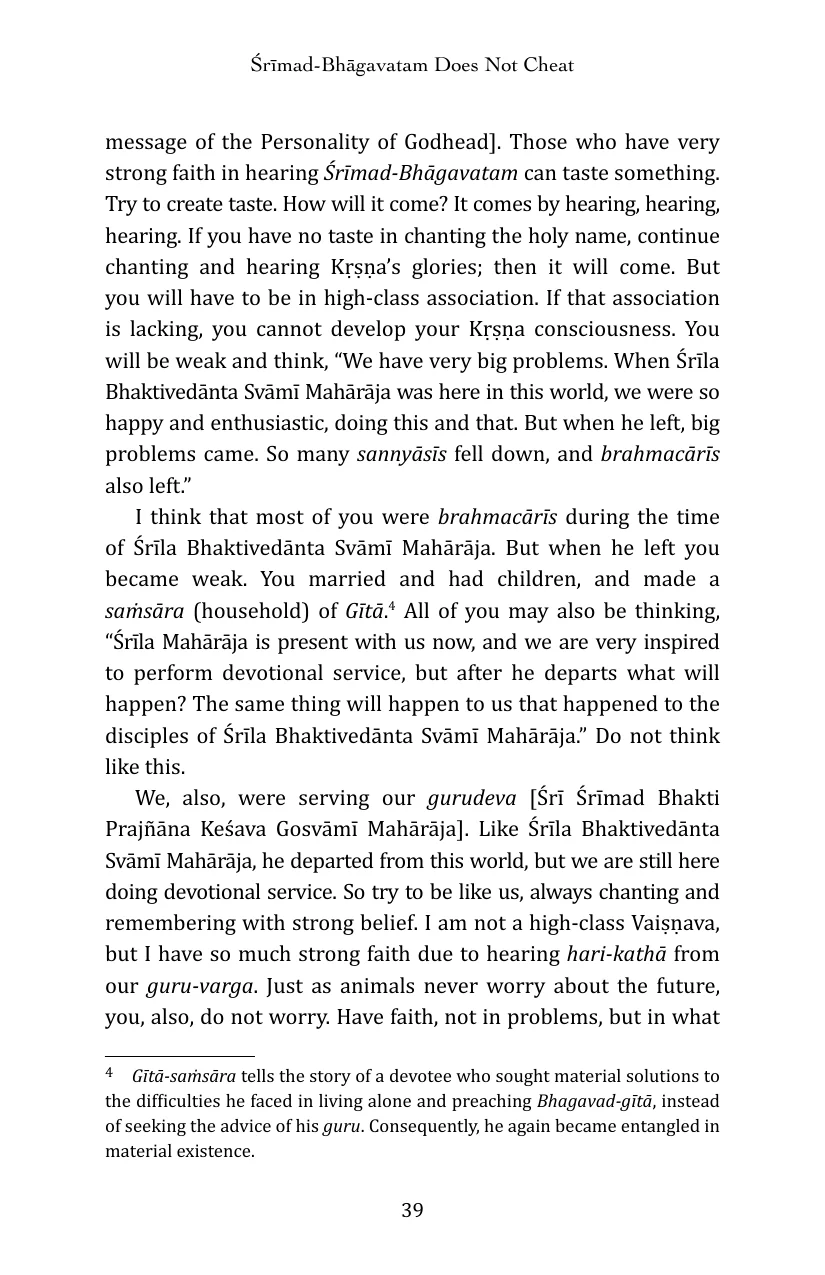 Śrīmad-Bhāgavatam Does Not Cheat
message of the Personality of Godhead]. Those who have very
strong faith in hearing Śrīmad-Bhāgavatam can taste something.
Try to create taste. How will it come? It comes by hearing, hearing,
hearing. If you have no taste in chanting the holy name, continue
chanting and hearing Kṛṣṇa’s glories; then it will come. But
you will have to be in high-class association. If that association
is lacking, you cannot develop your Kṛṣṇa consciousness. You
will be weak and think, “We have very big problems. When Śrīla
Bhaktivedānta Svāmī Mahārāja was here in this world, we were so
happy and enthusiastic, doing this and that. But when he left, big
problems came. So many sannyāsīs fell down, and brahmacārīs
also left.”
I think that most of you were brahmacārīs during the time
of Śrīla Bhaktivedānta Svāmī Mahārāja. But when he left you
became weak. You married and had children, and made a
saṁsāra (household) of Gītā.4 All of you may also be thinking,
“Śrīla Mahārāja is present with us now, and we are very inspired
to perform devotional service, but after he departs what will
happen? The same thing will happen to us that happened to the
disciples of Śrīla Bhaktivedānta Svāmī Mahārāja.” Do not think
like this.
We, also, were serving our gurudeva [Śrī Śrīmad Bhakti
Prajñāna Keśava Gosvāmī Mahārāja]. Like Śrīla Bhaktivedānta
Svāmī Mahārāja, he departed from this world, but we are still here
doing devotional service. So try to be like us, always chanting and
remembering with strong belief. I am not a high-class Vaiṣṇava,
but I have so much strong faith due to hearing hari-kathā from
our guru-varga. Just as animals never worry about the future,
you, also, do not worry. Have faith, not in problems, but in what
4 Gītā-saṁsāra tells the story of a devotee who sought material solutions to
the difficulties he faced in living alone and preaching Bhagavad-gītā, instead
of seeking the advice of his guru. Consequently, he again became entangled in
material existence.
39